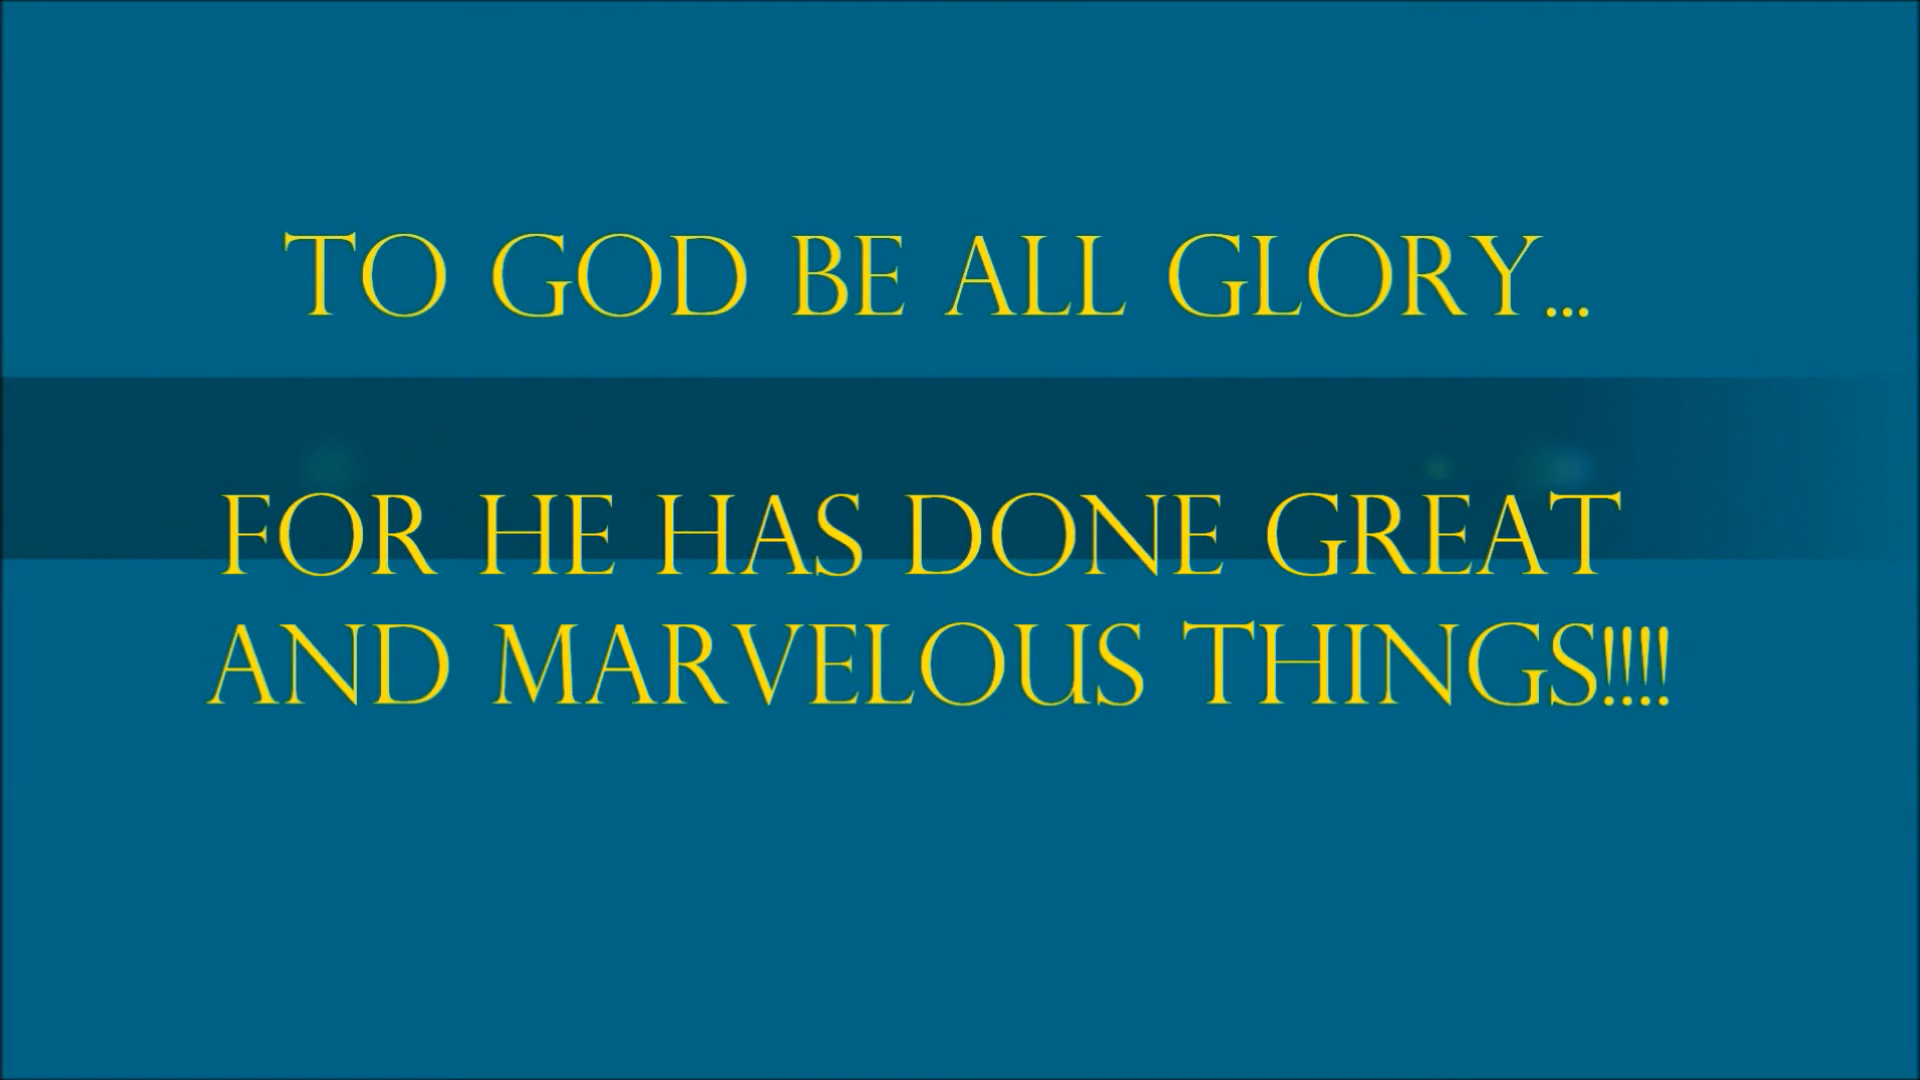 TO GOD BE ALL GLORY...
FOR HE HAS DONE GREAT
AND MARVELOUS THINGS!!!!